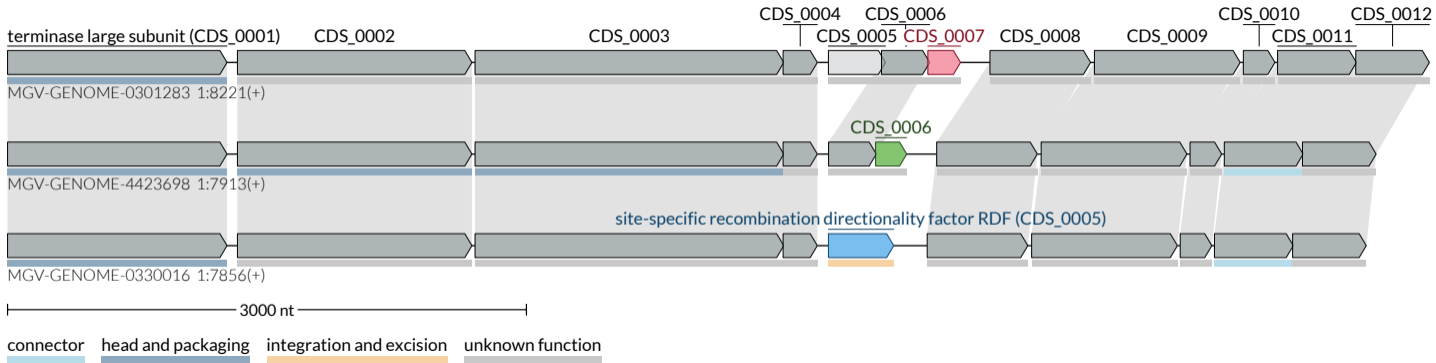 CDS_0004 CDS_0006 CDS_0010 CDS_0012
terminase large subunit (CDS_0001) CDS_0002 CDS_0003 CDS_0005 CDS_0007 CDS_0008 CDS_0009 CDS_0011
MGV-GENOME-0301283 1:8221(+)
CDS_0006
MGV-GENOME-4423698 1:7913(+)
site-specific recombination directionality factor RDF (CDS_0005)
MGV-GENOME-0330016 1:7856(+)
3000 nt
connector head and packaging integration and excision unknown function